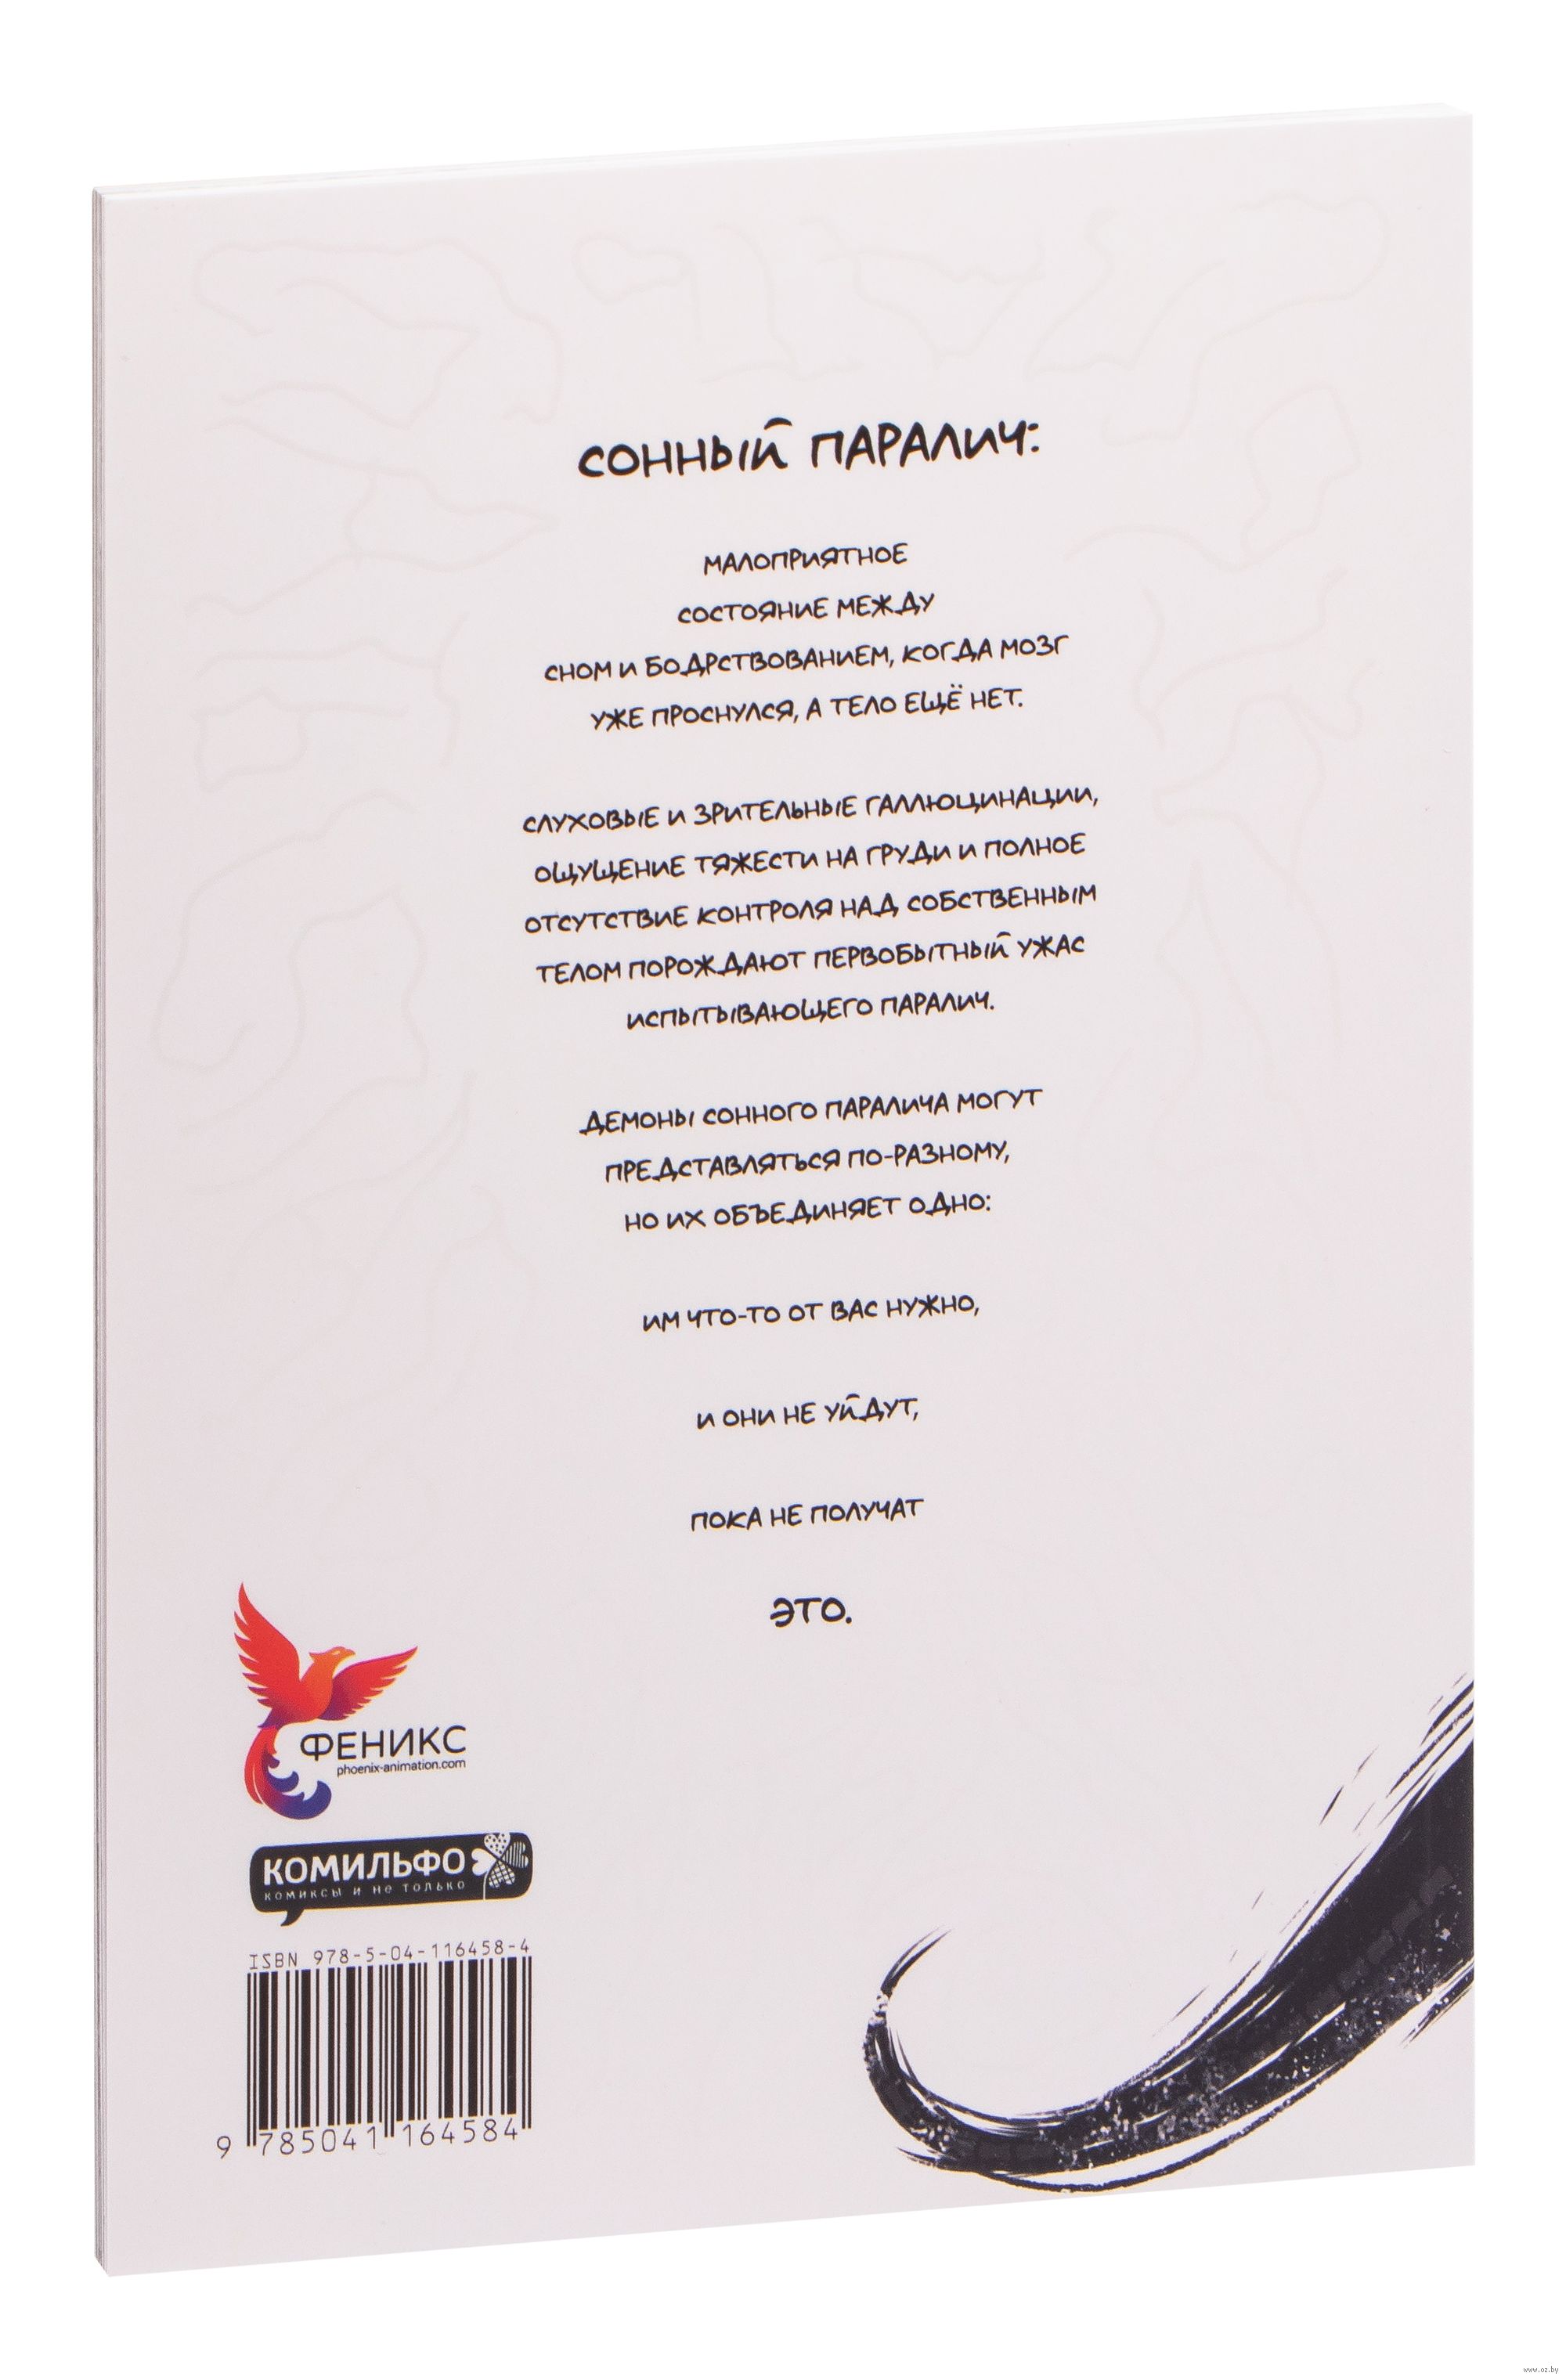 СОННЫЙ ПАРАЛИЧ:
МАЛОПРИЯТНОЕ
СОСТОЯНИЕ МЕЖДУ
СНОМ И БОДРСТВОВАНИЕМ, КОГДА МОЗГ
УЖЕ ПРОСНУЛСЯ, А ТЕЛО ЕЩЁ НЕТ.
СЛУХОВЫЕ И ЗРИТЕЛЬНЫЕ ГАЛЛЮЦИНАЦИИ,
ОЩУЩЕНИЕ ТЯЖЕСТИ НА ГРУДИ И ПОЛНОЕ
ОТСУТСТВИЕ КОНТРОЛЯ НАД СОБСТВЕННЫМ
ТЕЛОМ ПОРОЖДАЮТ ПЕРВОБЫТНЫЙ УЖАС
ИСПЫТЫВАЮЩЕГО ПАРАЛИЧ.
ДЕМОНЫ СОННОГО ПАРАЛИЧА МОГУТ
ПРЕДСТАВЛЯТЬСЯ ПО-РАЗНОМУ,
НО ИХ ОБЪЕДИНЯЕТ ОДНО:
ИМ ЧТО-ТО ОТ ВАС НУЖНО,
И ОНИ НЕ УЙДУТ,
ПОКА НЕ ПОЛУЧАТ
ЭТО.
ФЕНИКС
phoenix-animation.com
КОМИЛЬФО
комиксы и не только
ISBN 978-5-04-116458-4
9 785041 164584
www.oz.by